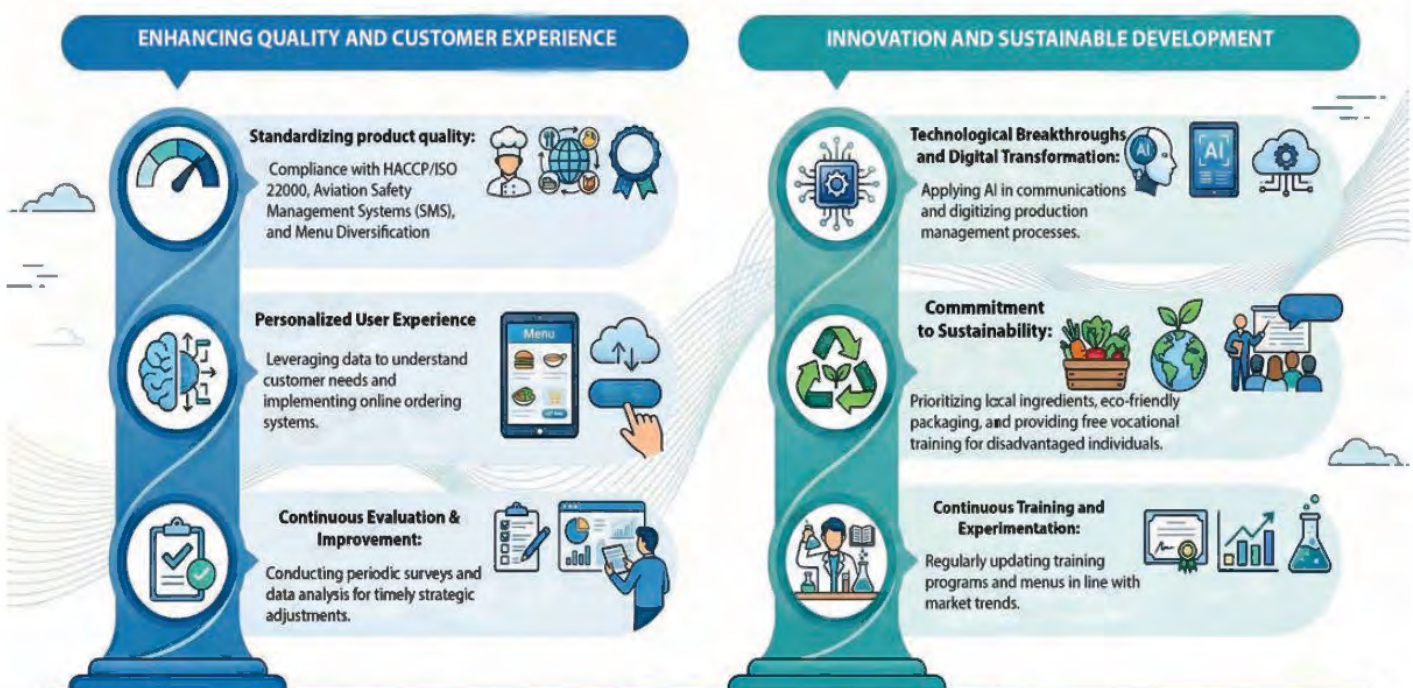 ENHANCING QUALITY AND CUSTOMER EXPERIENCE
Standardizing product quality:
Compliance with HACCP/ISO
22000, Aviation Safety
Management Systems (SMS),
and Menu Diversification
Personalized User Experience
Leveraging data to understand
customer needs and
implementing online ordering
systems.
Menu
Continuous Evaluation &
Improvement:
Conducting periodic surveys and
data analysis for timely strategic
adjustments.
INNOVATION AND SUSTAINABLE DEVELOPMENT
Technological Breakthroughs
and Digital Transformation:
Applying AI in communications
and digitizing production
management processes.
AI
AI
Commmitment
to Sustainability:
Prioritizing local ingredients, eco-friendly
packaging, and providing free vocational
training for disadvantaged individuals.
Continuous Training and
Experimentation:
Regularly updating training
programs and menus in line with
market trends.